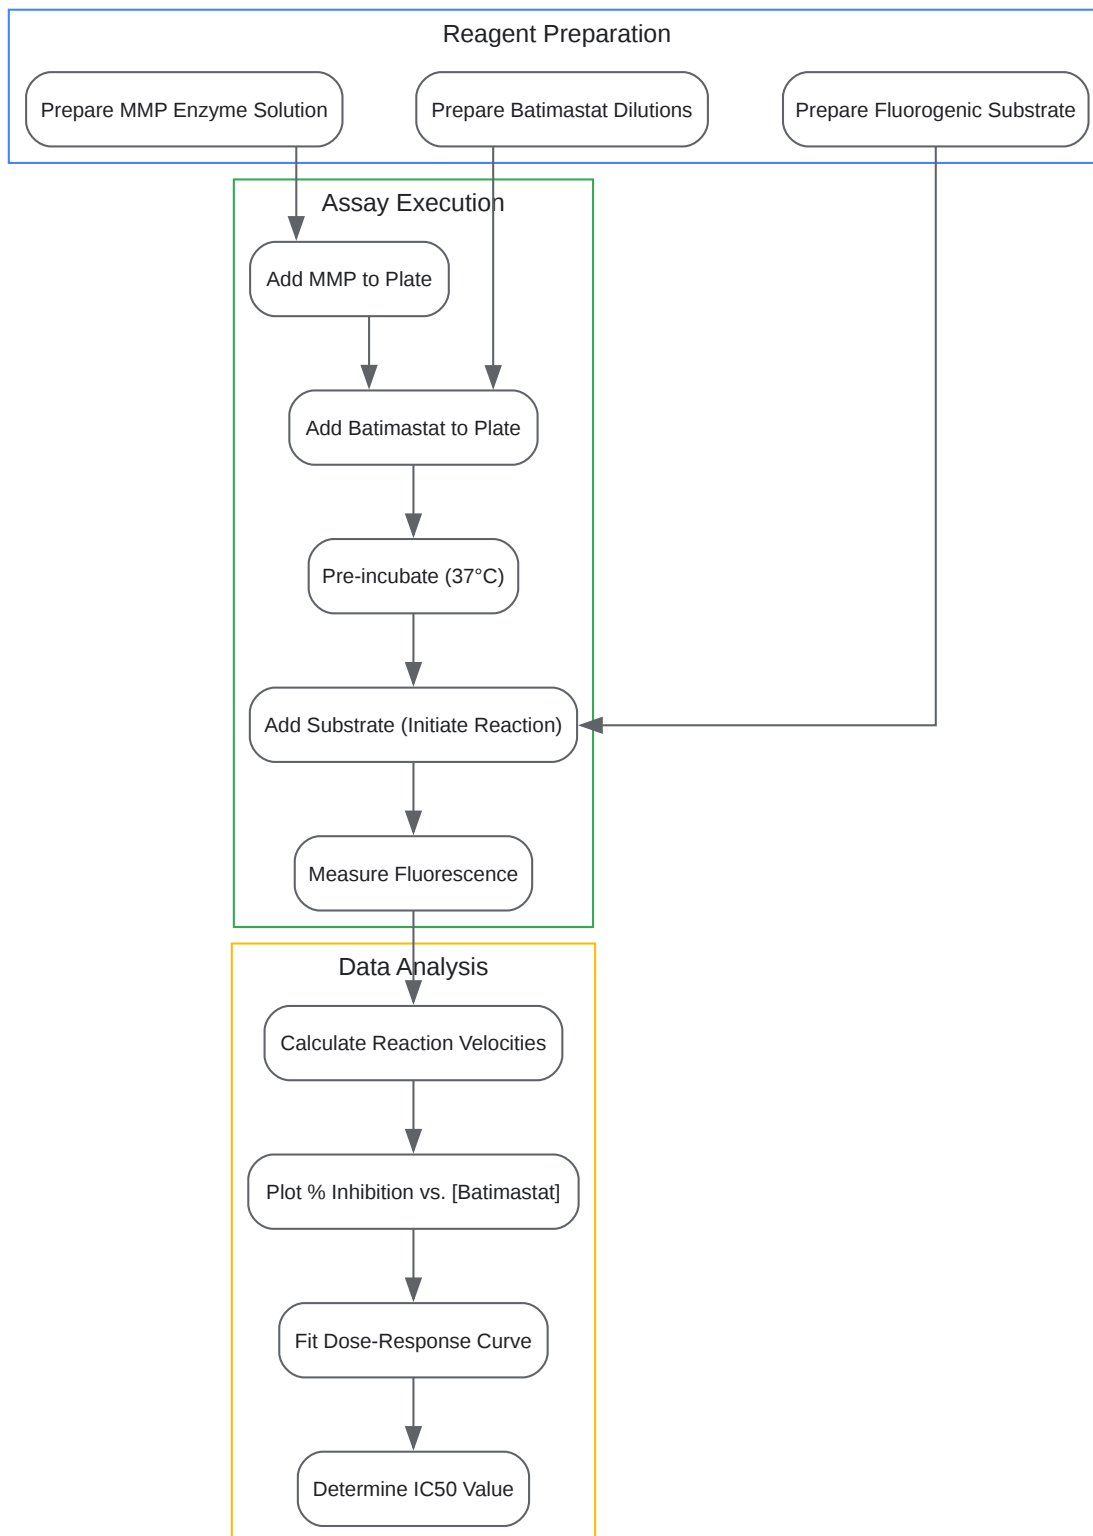 Reagent Preparation
Prepare MMP Enzyme Solution
Prepare Batimastat Dilutions
Prepare Fluorogenic Substrate
Assay Execution
Add MMP to Plate
Add Batimastat to Plate
Pre-incubate (37°C)
Add Substrate (Initiate Reaction)
Measure Fluorescence
Data Analysis
Calculate Reaction Velocities
Plot % Inhibition vs. [Batimastat]
Fit Dose-Response Curve
Determine IC50 Value